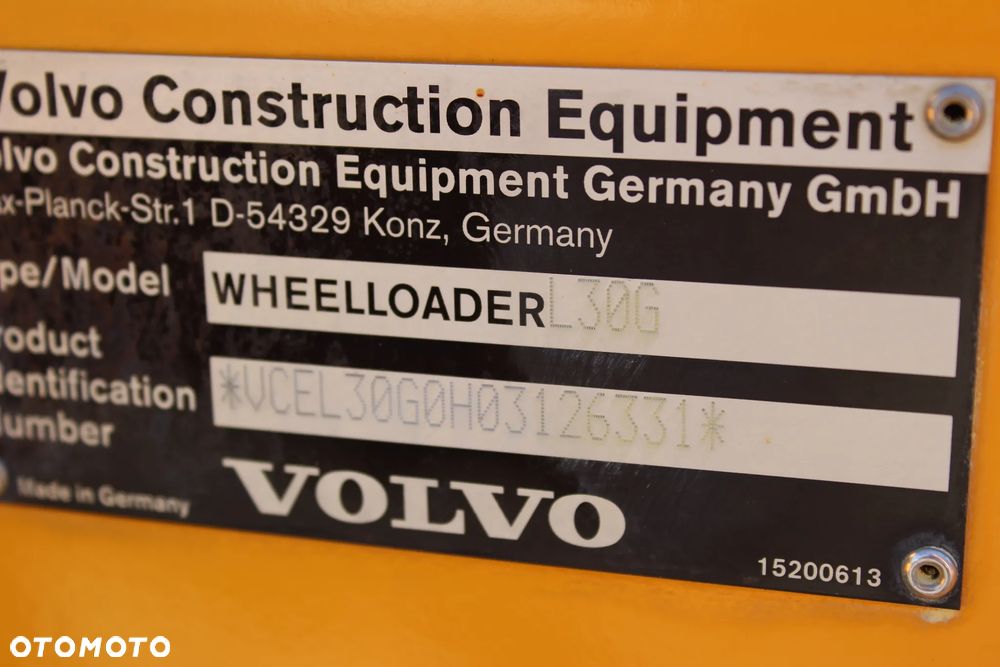 Volvo Construction Equipment
olvo Construction Equipment Germany GmbH
ax-Planck-Str.1 D-54329 Konz, Germany
pe/Model WHEELLOADER L30G
roduct
dentification
umber
*VCEL30G0H03126331*
Made in Germany
VOLVO
15200613
OTOMOTO